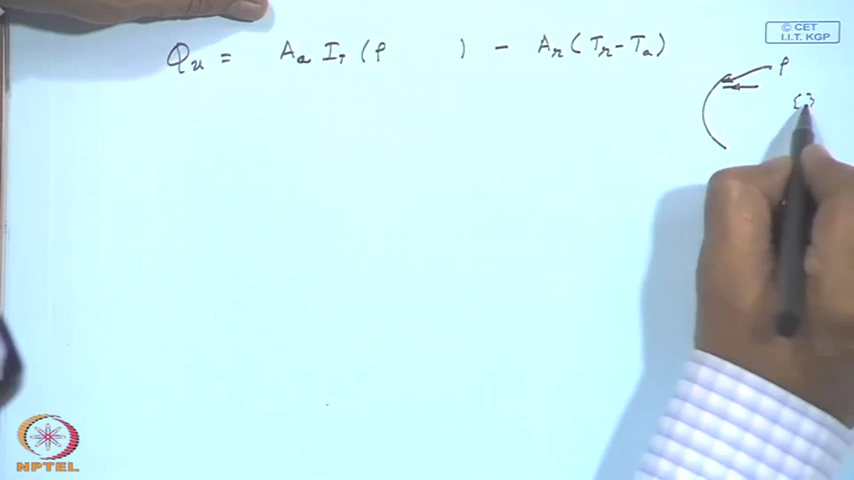 © CET
I.I.T. KGP
Qu = Aa IT (ρ ) - Ar (Tr - Ta)
ρ
NPTEL